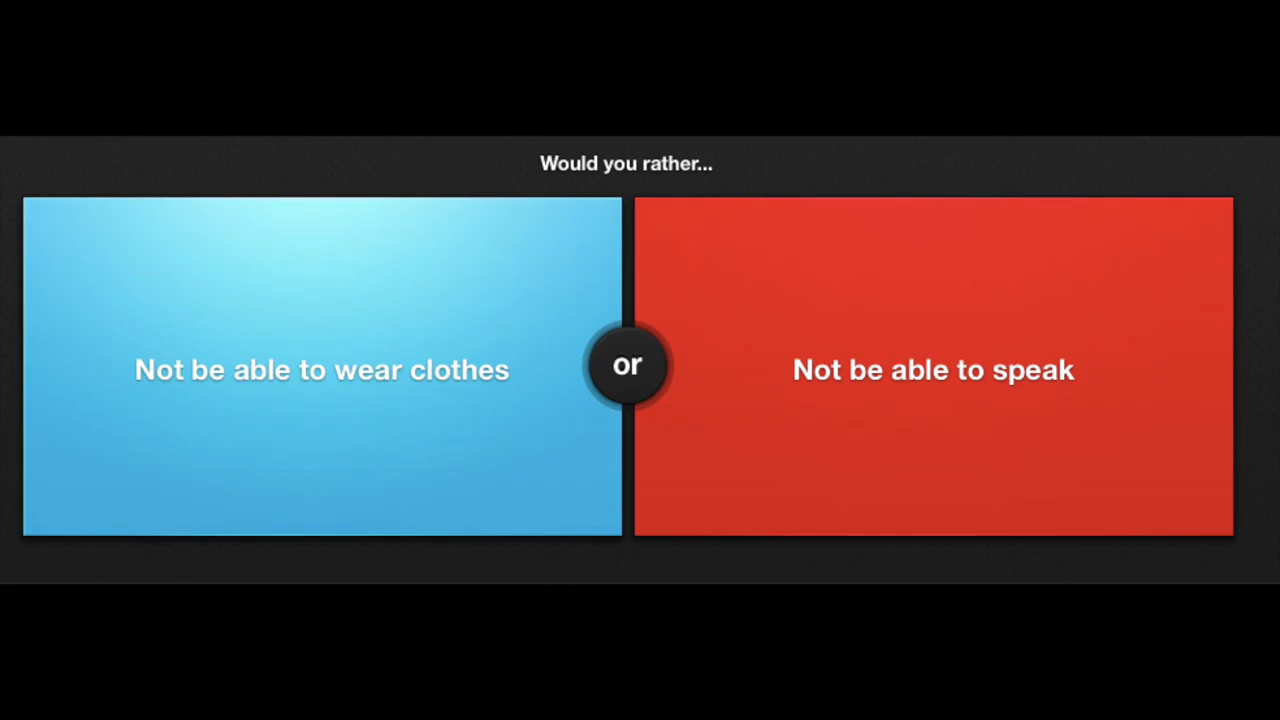 Would you rather...
Not be able to wear clothes
or
Not be able to speak